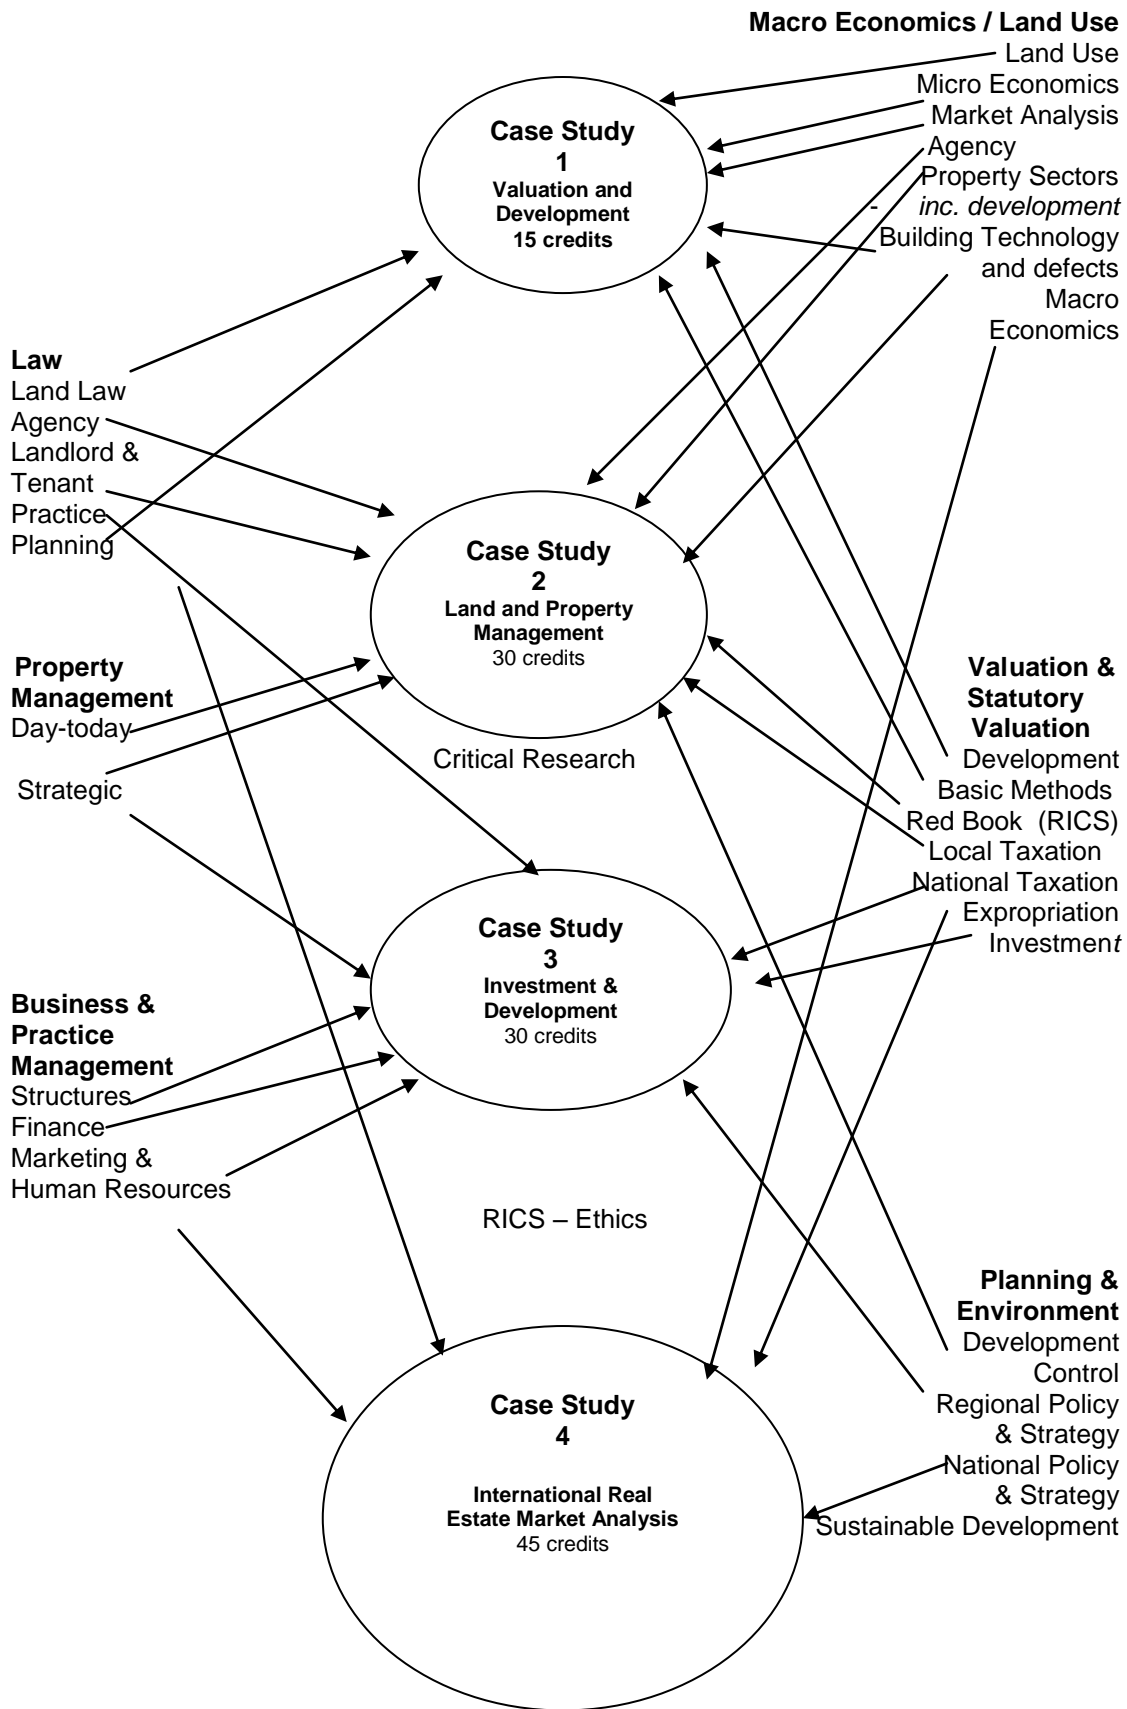 Macro Economics / Land Use
Land Use
Micro Economics
Market Analysis
Agency
Property Sectors
- inc. development
Building Technology
and defects
Macro
Economics
Case Study
1
Valuation and
Development
15 credits
Law
Land Law
Agency
Landlord &
Tenant
Practice
Planning
Case Study
2
Land and Property
Management
30 credits
Property
Management
Day-today
Strategic
Critical Research
Valuation &
Statutory
Valuation
Development
Basic Methods
Red Book (RICS)
Local Taxation
National Taxation
Expropriation
Investment
Case Study
3
Investment &
Development
30 credits
Business &
Practice
Management
Structures
Finance
Marketing &
Human Resources
RICS – Ethics
Planning &
Environment
Development
Control
Regional Policy
& Strategy
National Policy
& Strategy
Sustainable Development
Case Study
4
International Real
Estate Market Analysis
45 credits